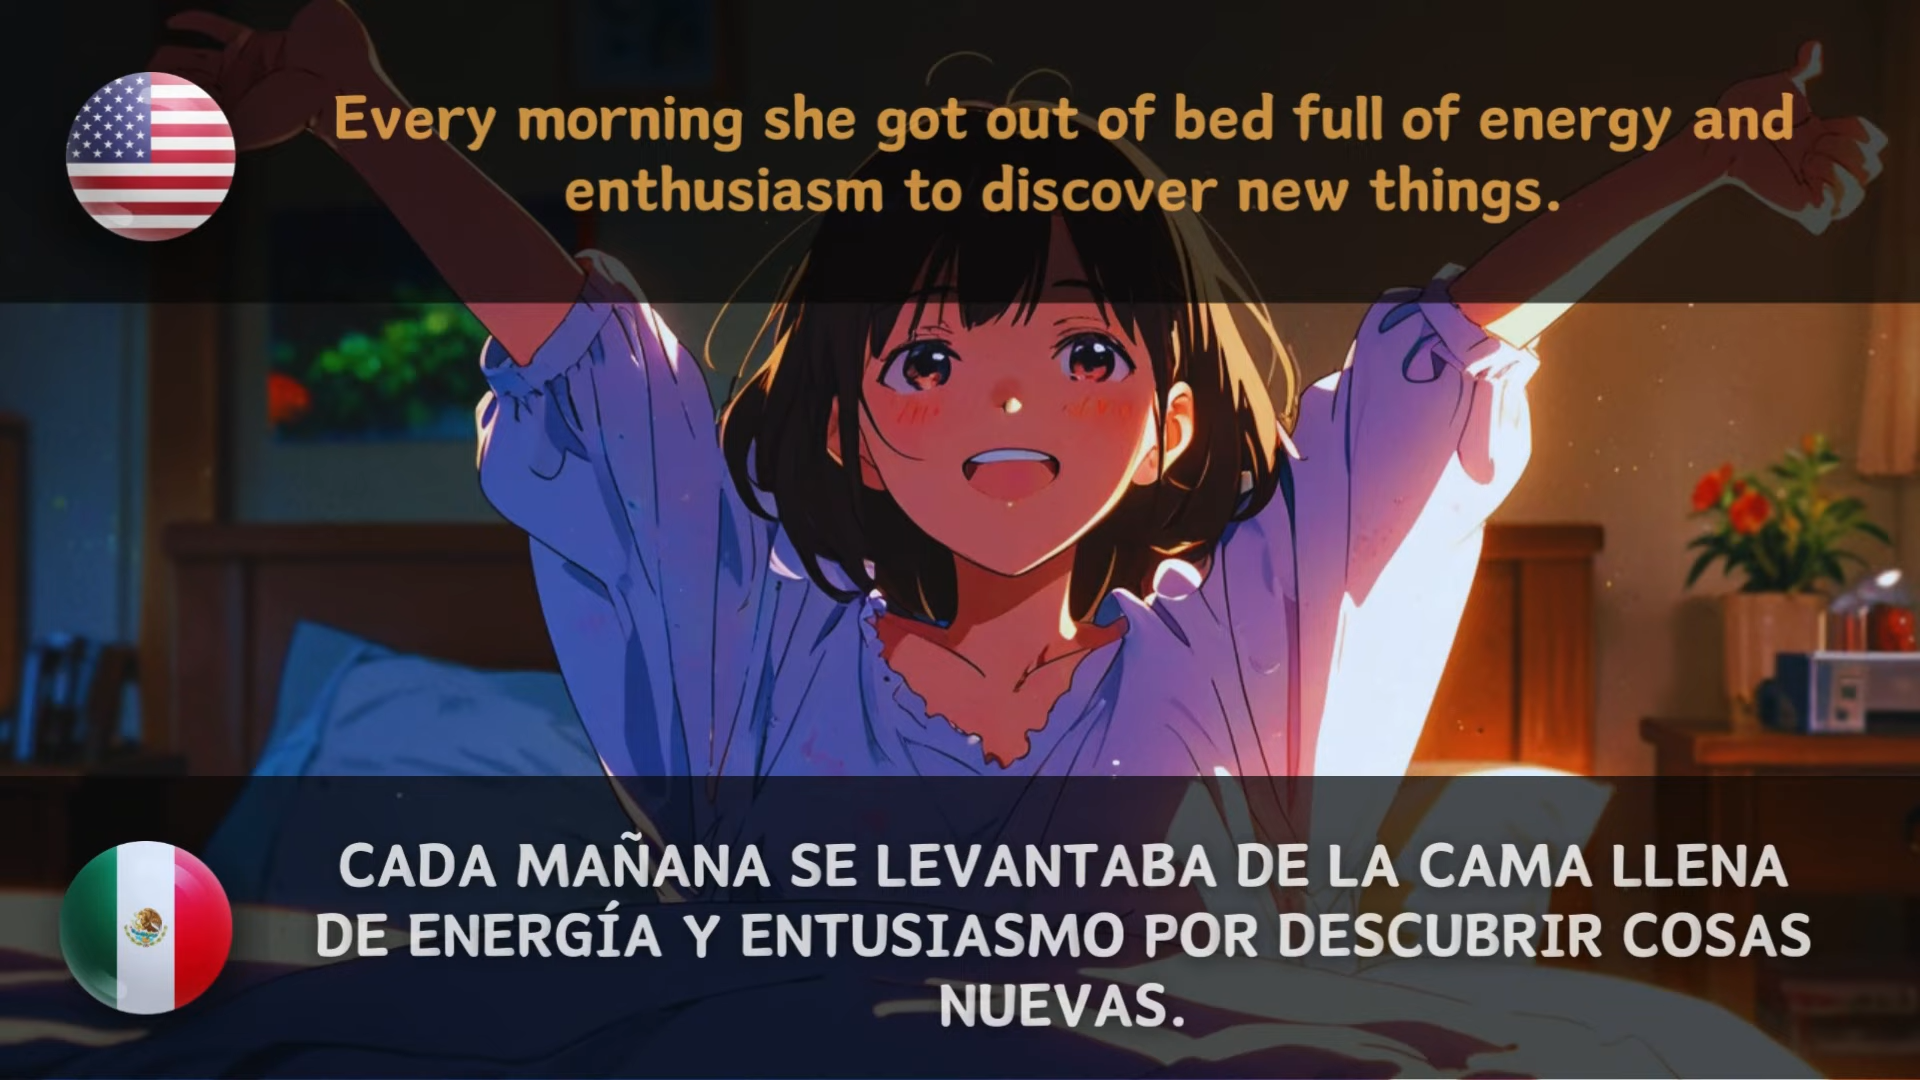 Every morning she got out of bed full of energy and
enthusiasm to discover new things.
CADA MAÑANA SE LEVANTABA DE LA CAMA LLENA
DE ENERGÍA Y ENTUSIASMO POR DESCUBRIR COSAS
NUEVAS.